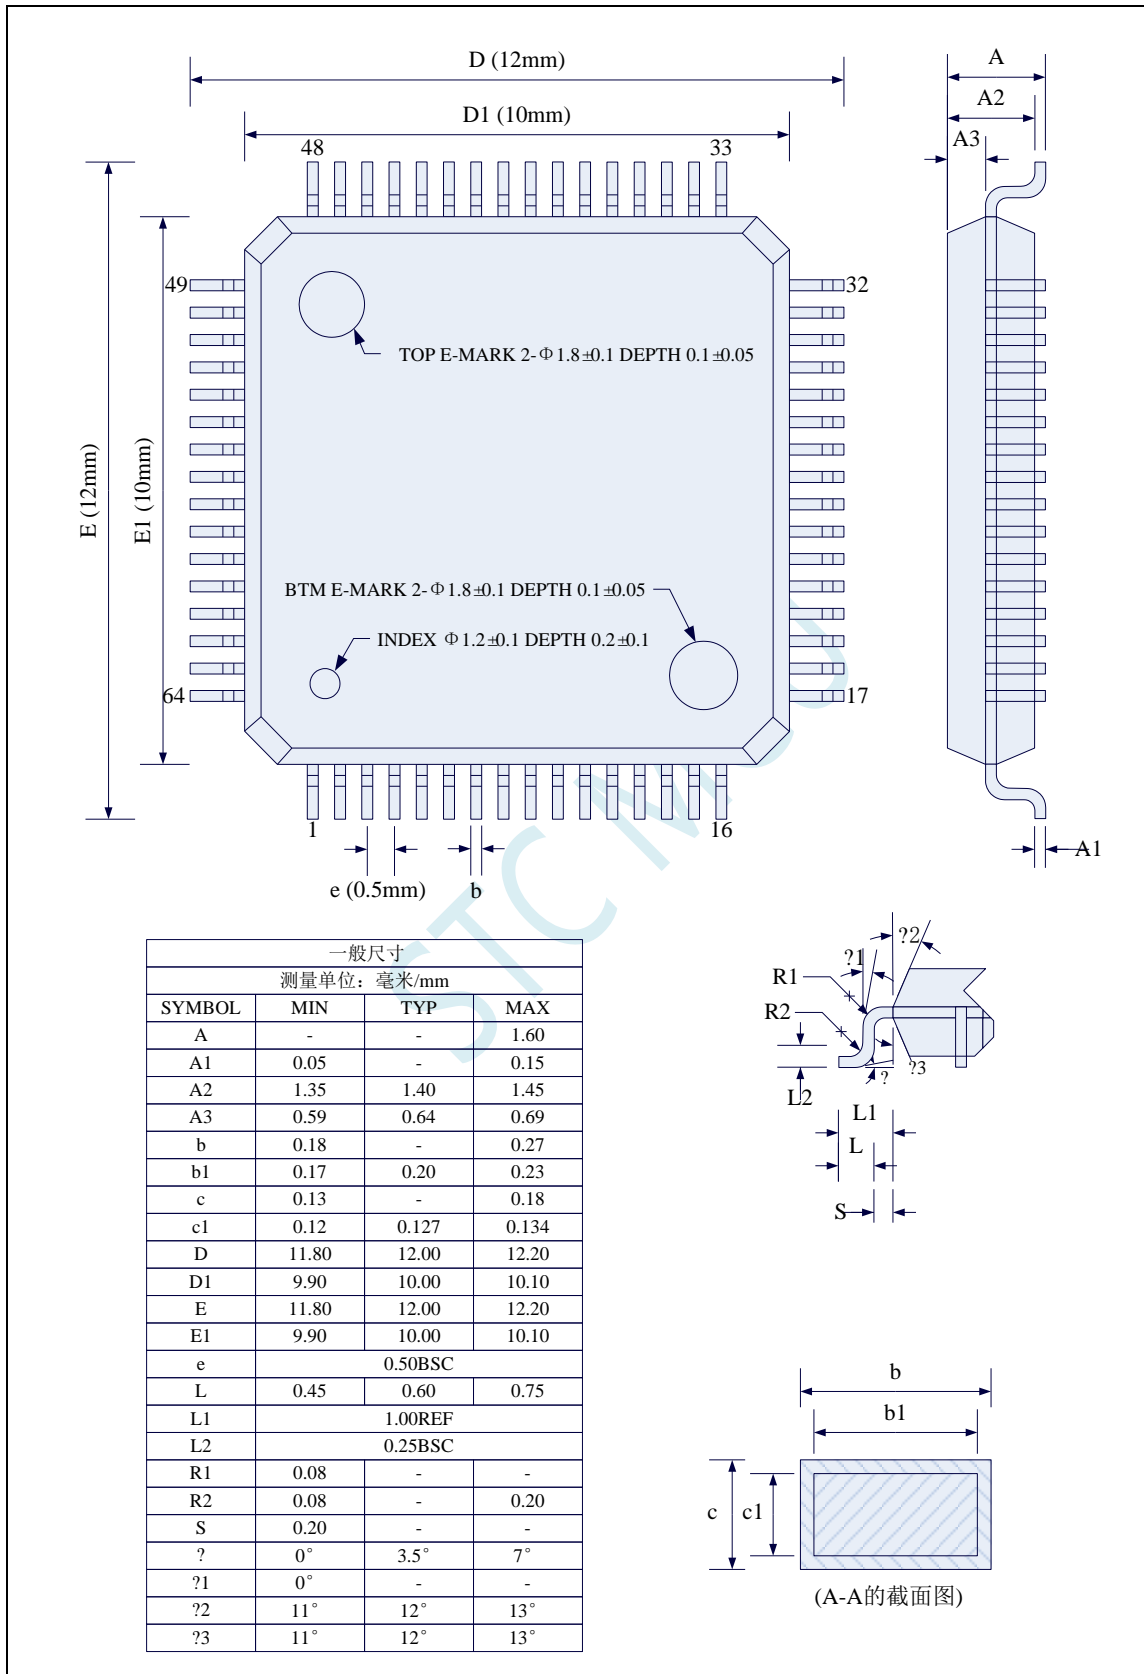 D (12mm)
D1 (10mm)
48
33
A
A2
A3
49
32
TOP E-MARK 2-Φ1.8±0.1 DEPTH 0.1±0.05
E (12mm)
E1 (10mm)
BTM E-MARK 2-Φ1.8±0.1 DEPTH 0.1±0.05
INDEX Φ1.2±0.1 DEPTH 0.2±0.1
64
17
1
16
A1
e (0.5mm)
b
STC MCU
一般尺寸
测量单位：毫米/mm
SYMBOL MIN TYP MAX
A - - 1.60
A1 0.05 - 0.15
A2 1.35 1.40 1.45
A3 0.59 0.64 0.69
b 0.18 - 0.27
b1 0.17 0.20 0.23
c 0.13 - 0.18
c1 0.12 0.127 0.134
D 11.80 12.00 12.20
D1 9.90 10.00 10.10
E 11.80 12.00 12.20
E1 9.90 10.00 10.10
e 0.50BSC
L 0.45 0.60 0.75
L1 1.00REF
L2 0.25BSC
R1 0.08 - -
R2 0.08 - 0.20
S 0.20 - -
? 0° 3.5° 7°
?1 0° - -
?2 11° 12° 13°
?3 11° 12° 13°
?2
?1
R1
R2
?3
?
L2
L1
L
S
b
b1
c
c1
(A-A的截面图)